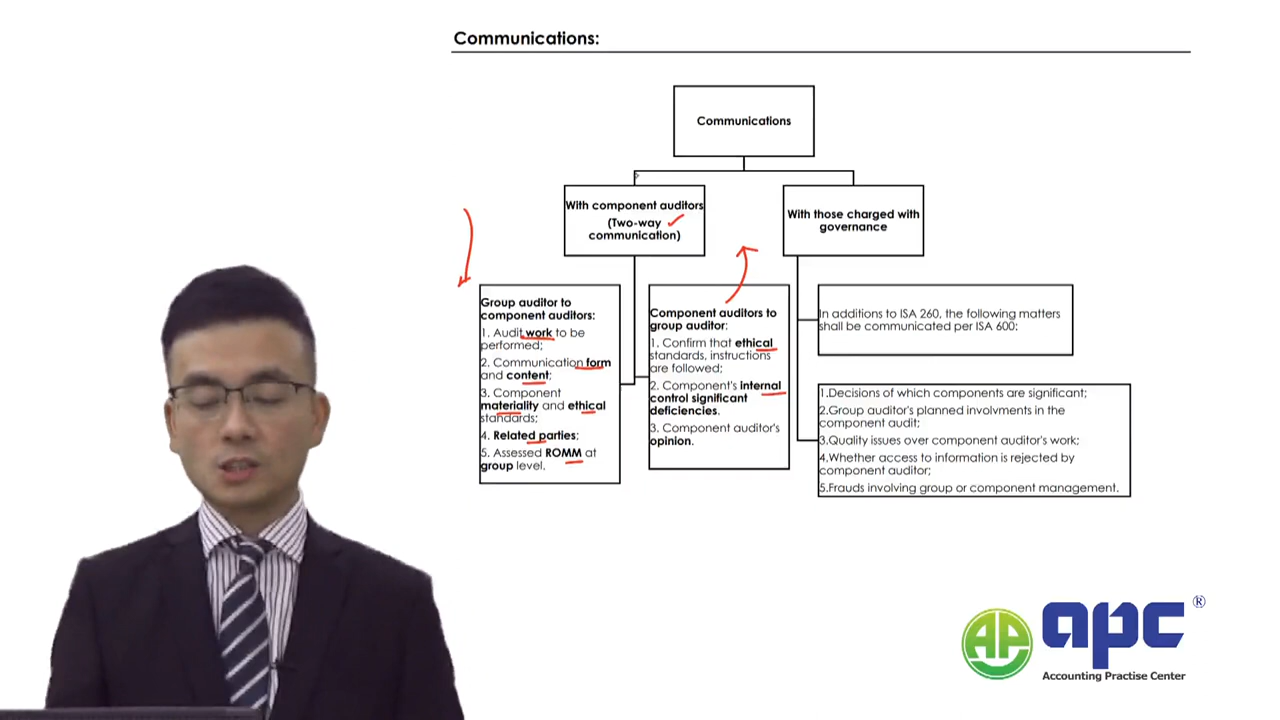 Communications:
Communications
With component auditors
(Two-way
communication)
With those charged with
governance
Group auditor to
component auditors:
1. Audit work to be
performed;
2. Communication form
and content;
3. Component
materiality and ethical
standards;
4. Related parties;
5. Assessed ROMM at
group level.
Component auditors to
group auditor:
1. Confirm that ethical
standards, instructions
are followed;
2. Component's internal
control significant
deficiencies.
3. Component auditor's
opinion.
In additions to ISA 260, the following matters
shall be communicated per ISA 600:
1.Decisions of which components are significant;
2.Group auditor's planned involvments in the
component audit;
3.Quality issues over component auditor's work;
4.Whether access to information is rejected by
component auditor;
5.Frauds involving group or component management.
AP
apc ®
Accounting Practise Center